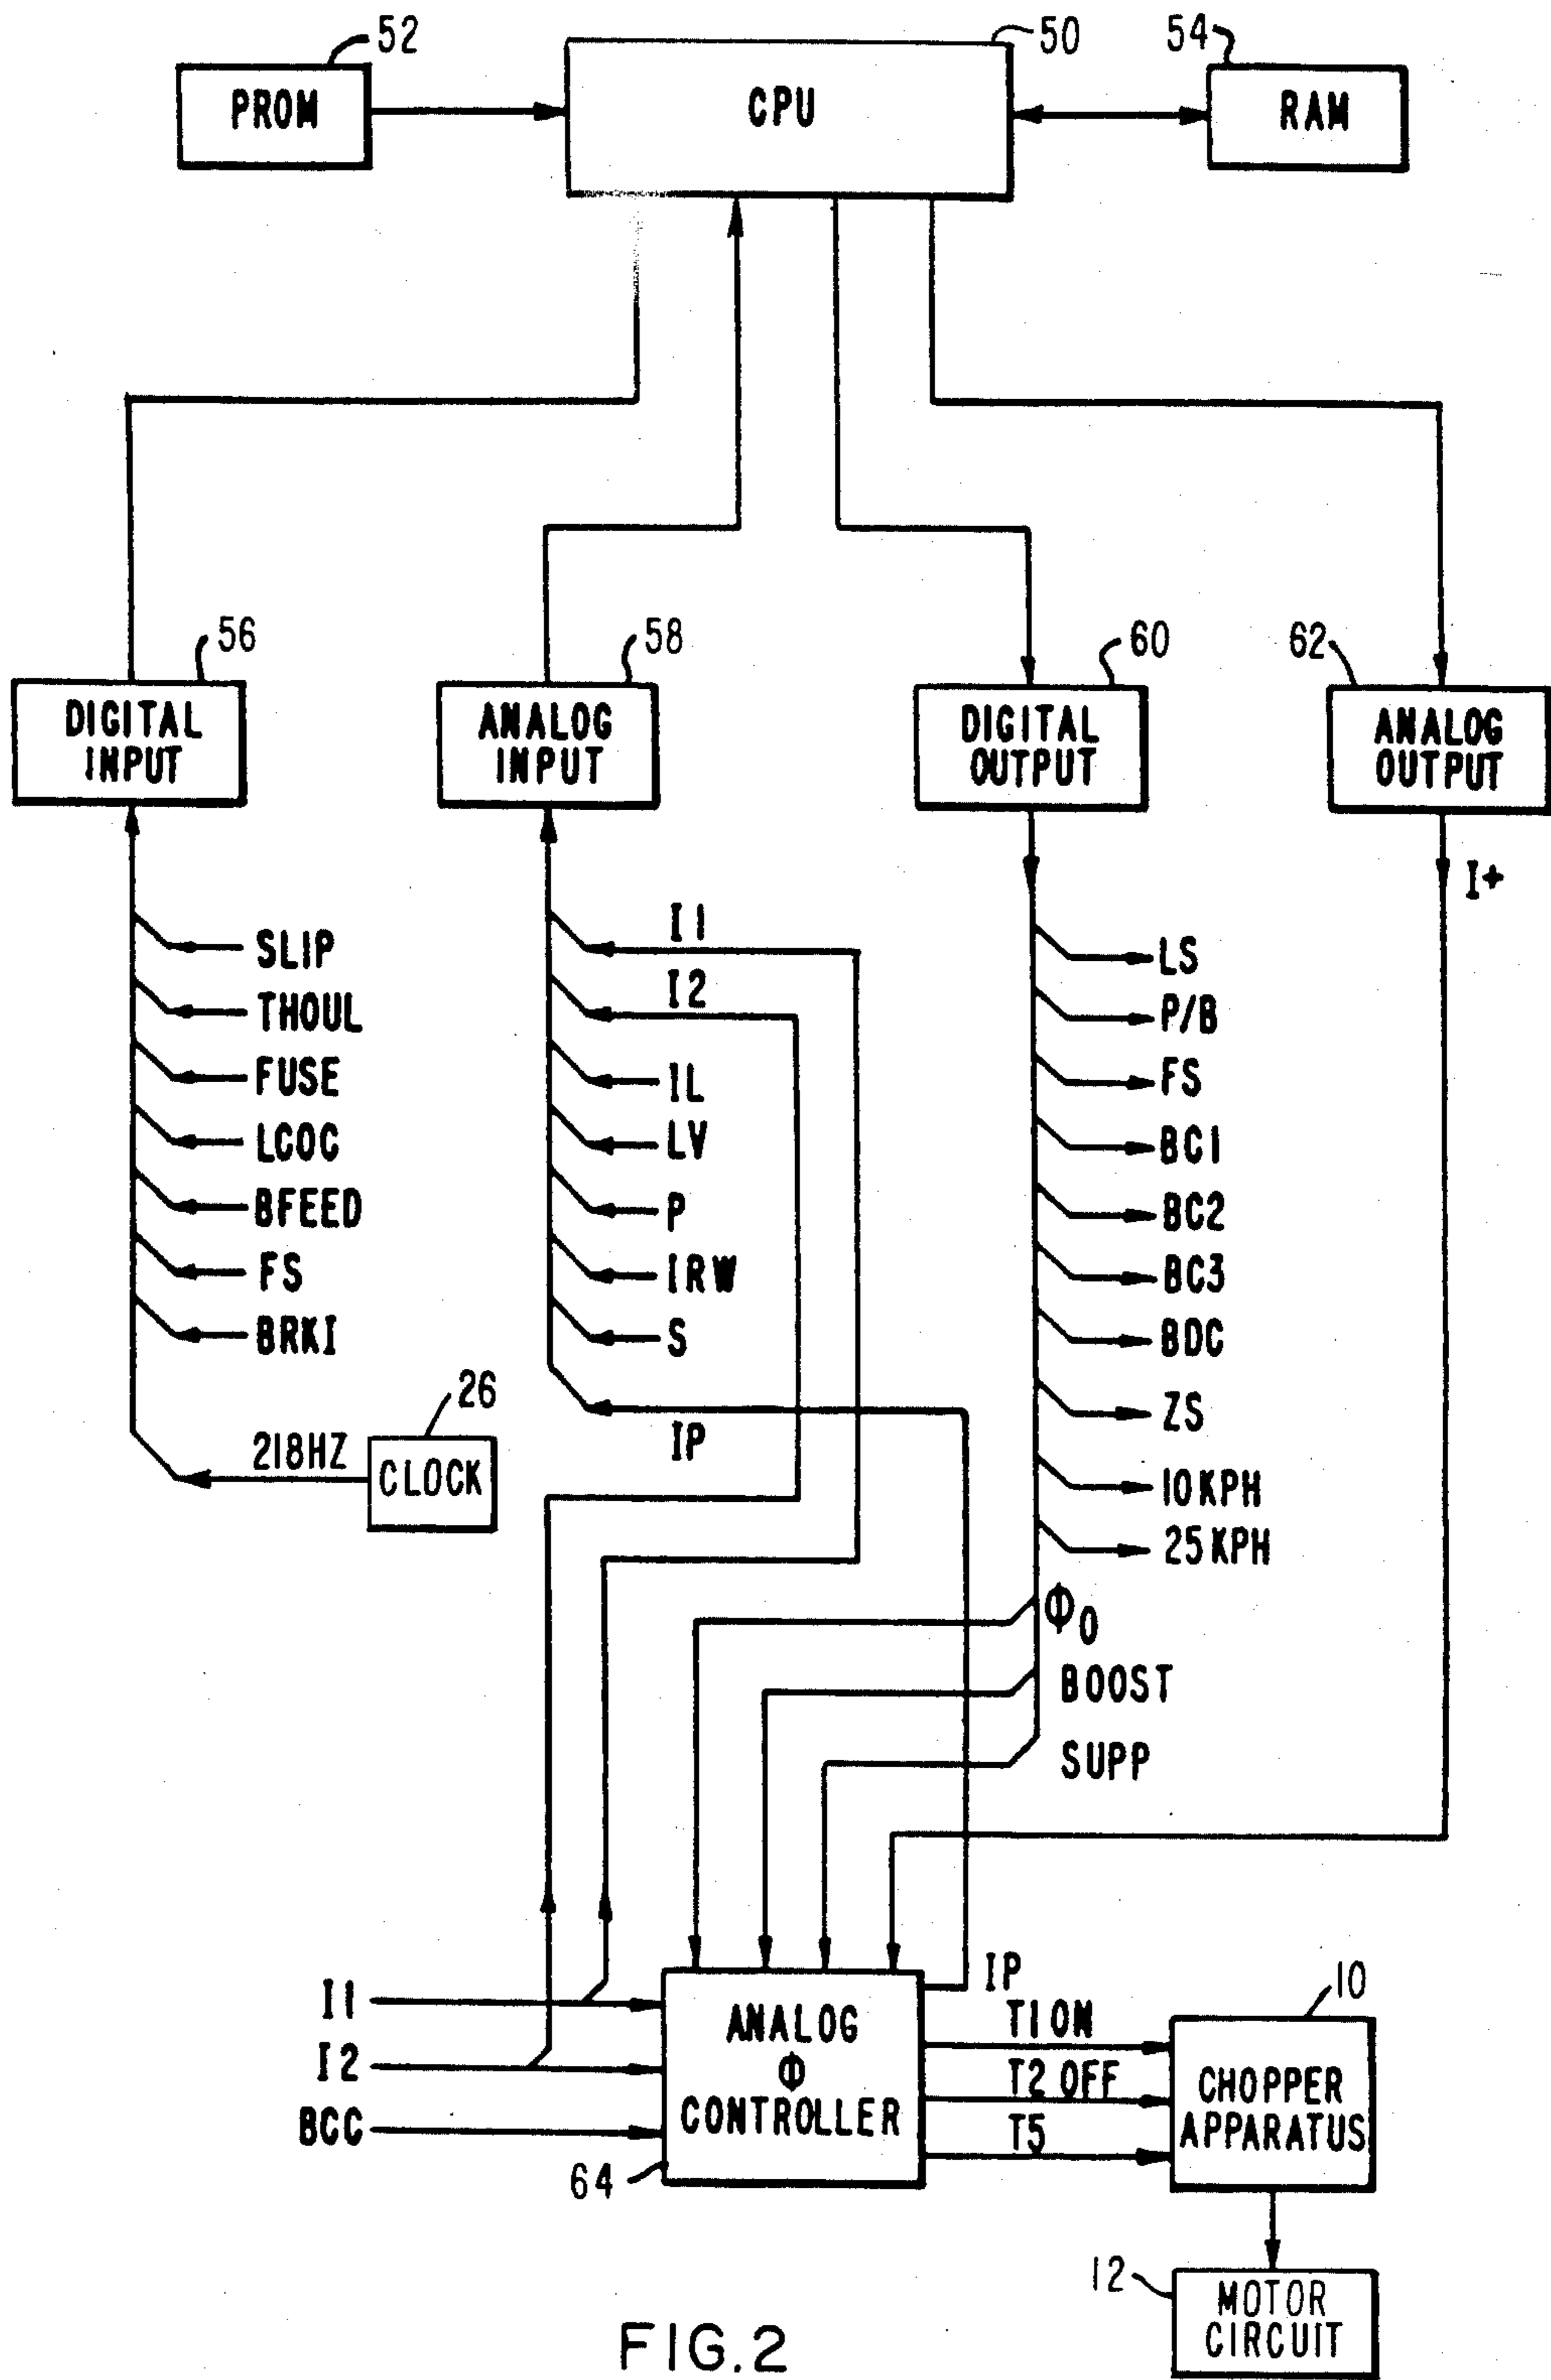 52
50
54
PROM
CPU
RAM
56
58
60
62
DIGITAL
INPUT
ANALOG
INPUT
DIGITAL
OUTPUT
ANALOG
OUTPUT
I+
SLIP
THOUL
FUSE
LCOC
BFEED
FS
BRKI
218HZ
26
CLOCK
I1
I2
IL
LV
P
IRW
S
IP
LS
P/B
FS
BC1
BC2
BC3
BDC
ZS
10KPH
25KPH
Φ0
BOOST
SUPP
I1
I2
BCC
ANALOG
Φ
CONTROLLER
64
IP
T1 ON
T2 OFF
T5
10
CHOPPER
APPARATUS
12
MOTOR
CIRCUIT
FIG.2